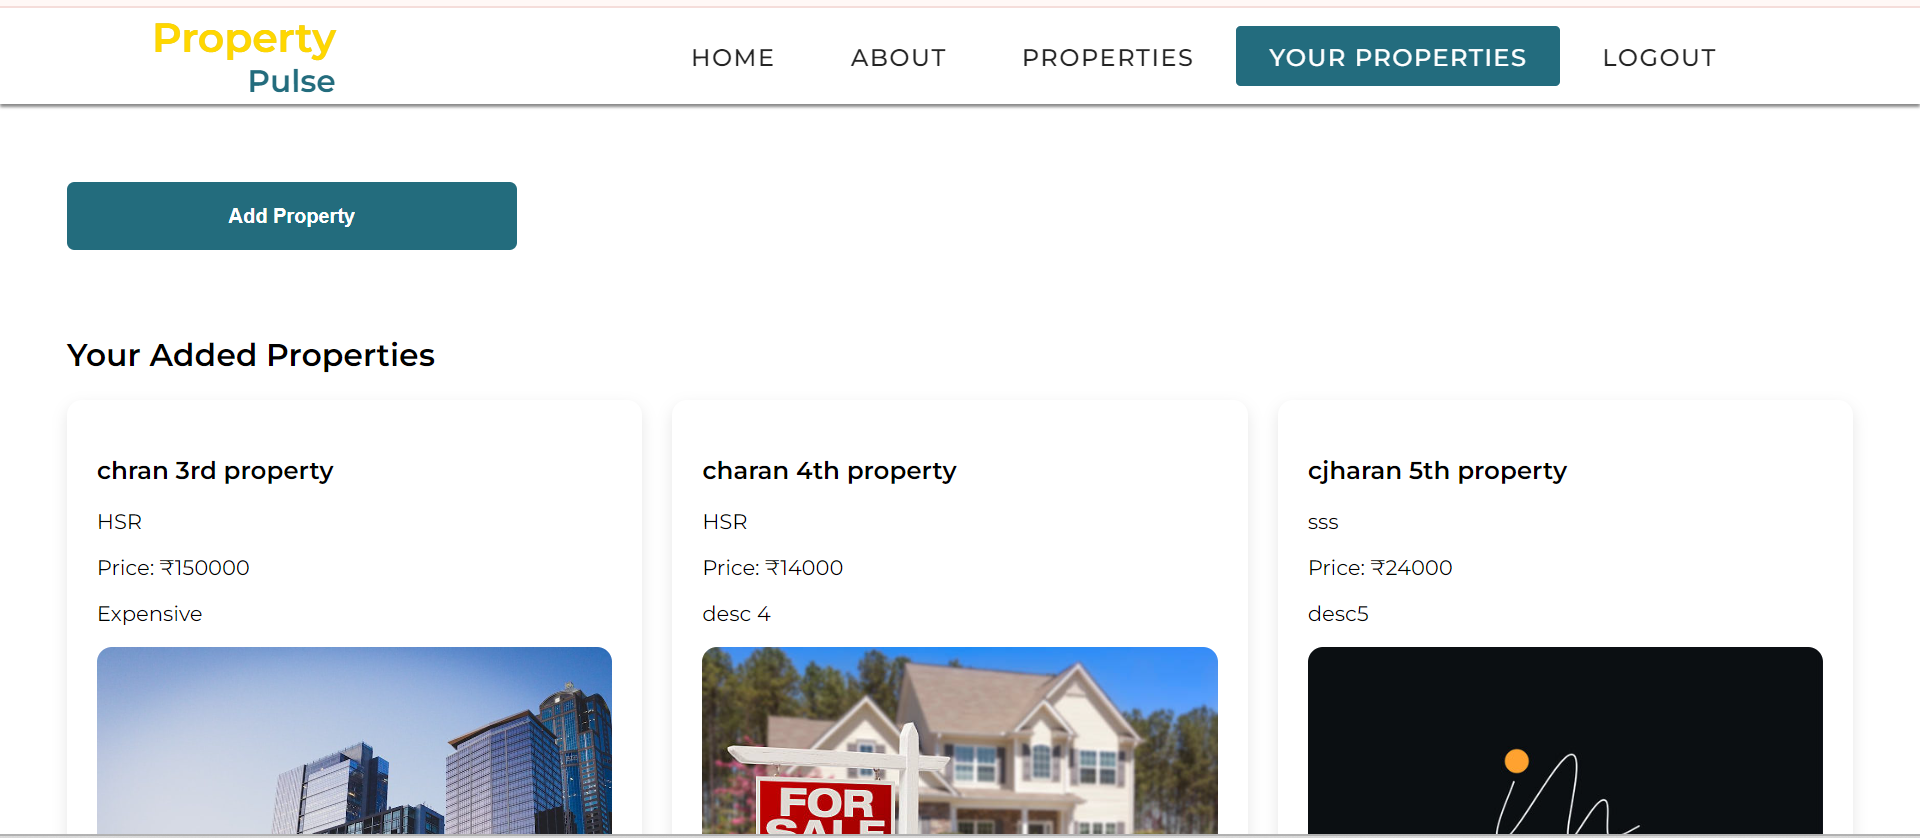 Property
Pulse
HOME
ABOUT
PROPERTIES
YOUR PROPERTIES
LOGOUT
Add Property
Your Added Properties
chran 3rd property
HSR
Price: ₹150000
Expensive
charan 4th property
HSR
Price: ₹14000
desc 4
FOR
SALE
cjharan 5th property
sss
Price: ₹24000
desc5